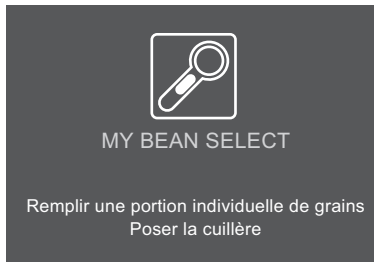 MY BEAN SELECT
Remplir une portion individuelle de grains
Poser la cuillère